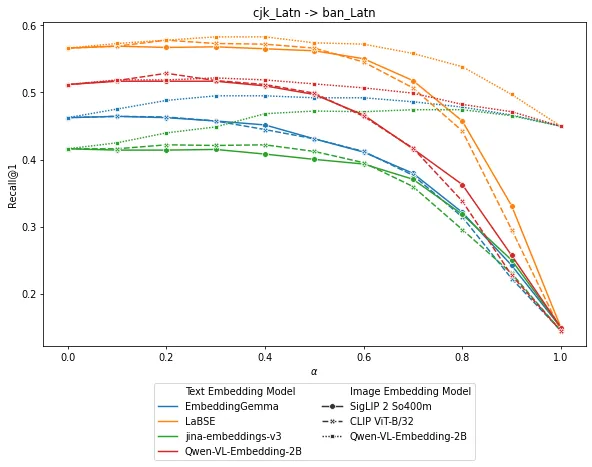 cjk_Latn -> ban_Latn
0.6
0.5
0.4
0.3
0.2
Recall@1
0.0 0.2 0.4 0.6 0.8 1.0
α
Text Embedding Model Image Embedding Model
EmbeddingGemma SigLIP 2 So400m
LaBSE CLIP ViT-B/32
jina-embeddings-v3 Qwen-VL-Embedding-2B
Qwen-VL-Embedding-2B